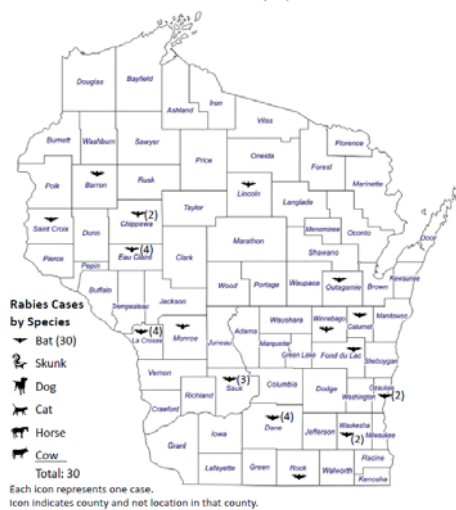 Douglas
Bayfield
Ashland
Iron
Vilas
Burnett
Washburn
Sawyer
Price
Oneida
Forest
Florence
Marinette
Polk
Barron
Rusk
Lincoln
Langlade
Taylor
Saint Croix
Dunn
Chippewa (2)
Marathon
Menominee
Oconto
Door
Pierce
Pepin
Eau Claire (4)
Clark
Shawano
Buffalo
Trempealeau
Jackson
Wood
Portage
Waupaca
Outagamie
Brown
Kewaunee
La Crosse (4)
Monroe
Juneau
Adams
Waushara
Winnebago
Calumet
Manitowoc
Marquette
Green Lake
Fond du Lac
Sheboygan
Vernon
Crawford
Richland
Sauk (3)
Columbia
Dodge
Washington
Ozaukee (2)
Grant
Iowa
Dane (4)
Jefferson
Waukesha (2)
Milwaukee
Lafayette
Green
Rock
Walworth
Racine
Kenosha
Rabies Cases
by Species
Bat (30)
Skunk
Dog
Cat
Horse
Cow
Total: 30
Each icon represents one case.
Icon indicates county and not location in that county.